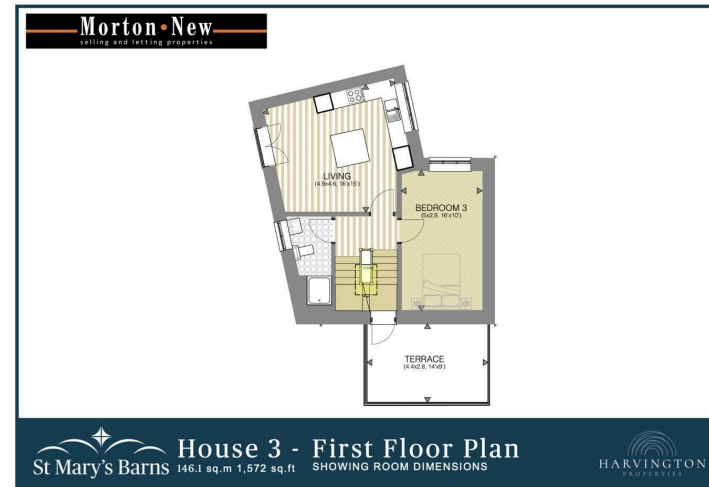 Morton•New
selling and letting properties
LIVING
(4.9x4.6, 16'x15')
BEDROOM 3
(5x2.9, 16'x10')
TERRACE
(4.4x2.8, 14'x9')
St Mary's Barns
House 3 - First Floor Plan
146.1 sq.m 1,572 sq.ft SHOWING ROOM DIMENSIONS
HARVINGTON
PROPERTIES